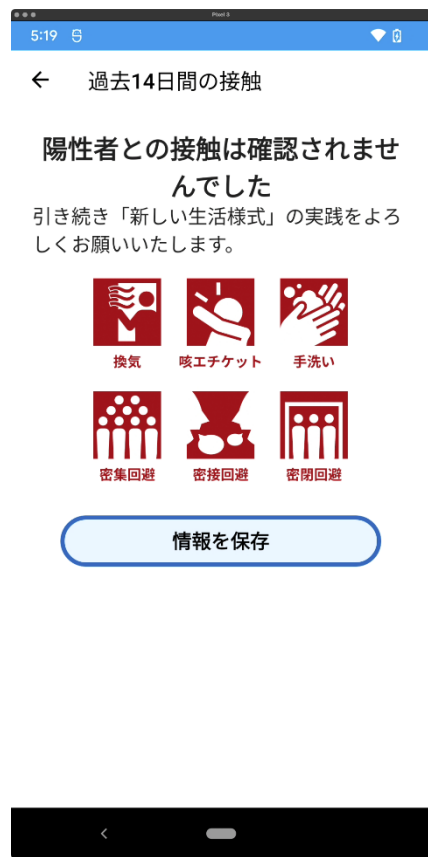 Pixel 3
5:19
過去14日間の接触
陽性者との接触は確認されませ
んでした
引き続き「新しい生活様式」の実践をよろ
しくお願いいたします。
換気 咳エチケット 手洗い
密集回避 密接回避 密閉回避
情報を保存